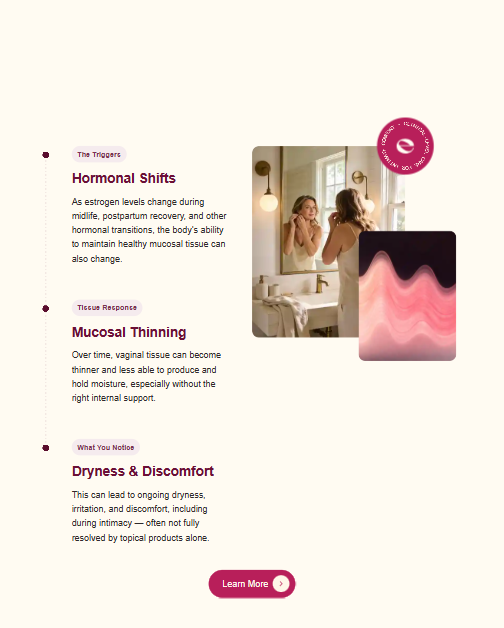 The Triggers
Hormonal Shifts
As estrogen levels change during
midlife, postpartum recovery, and other
hormonal transitions, the body's ability
to maintain healthy mucosal tissue can
also change.
Tissue Response
Mucosal Thinning
Over time, vaginal tissue can become
thinner and less able to produce and
hold moisture, especially without the
right internal support.
What You Notice
Dryness & Discomfort
This can lead to ongoing dryness,
irritation, and discomfort, including
during intimacy — often not fully
resolved by topical products alone.
Learn More